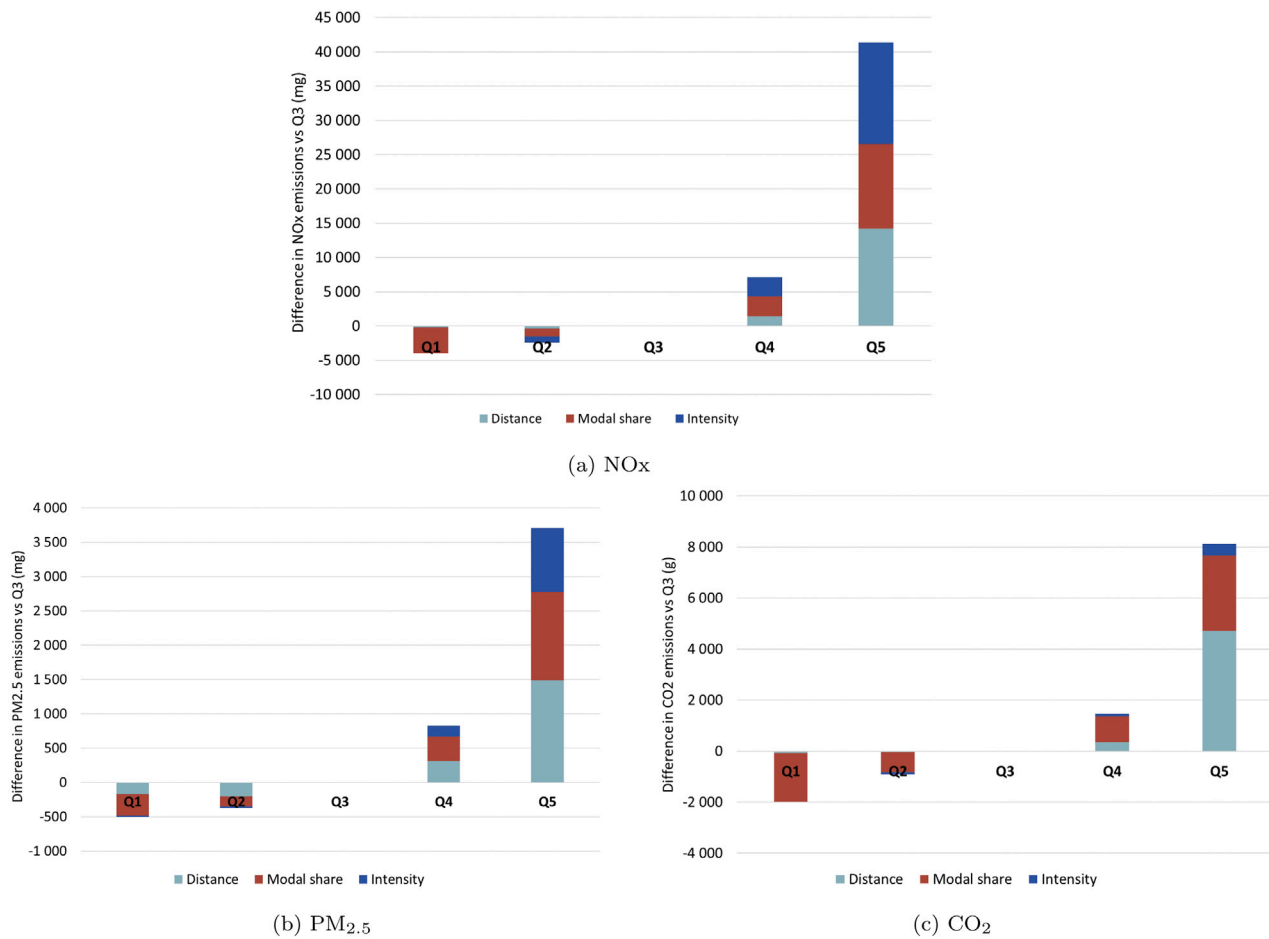 45 000
40 000
35 000
30 000
25 000
20 000
15 000
10 000
5 000
0
-5 000
-10 000
Difference in NOx emissions vs Q3 (mg)
Q1 Q2 Q3 Q4 Q5
Distance Modal share Intensity
(a) NOx
4 000
3 500
3 000
2 500
2 000
1 500
1 000
500
0
-500
-1 000
Difference in PM2.5 emissions vs Q3 (mg)
Q1 Q2 Q3 Q4 Q5
Distance Modal share Intensity
(b) PM2.5
10 000
8 000
6 000
4 000
2 000
0
-2 000
-4 000
Difference in CO2 emissions vs Q3 (g)
Q1 Q2 Q3 Q4 Q5
Distance Modal share Intensity
(c) CO2